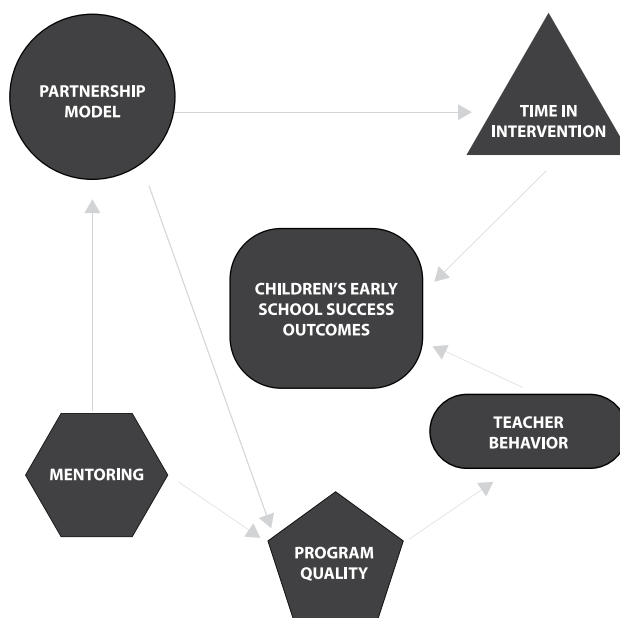 PARTNERSHIP
MODEL
TIME IN
INTERVENTION
CHILDREN'S EARLY
SCHOOL SUCCESS
OUTCOMES
TEACHER
BEHAVIOR
MENTORING
PROGRAM
QUALITY